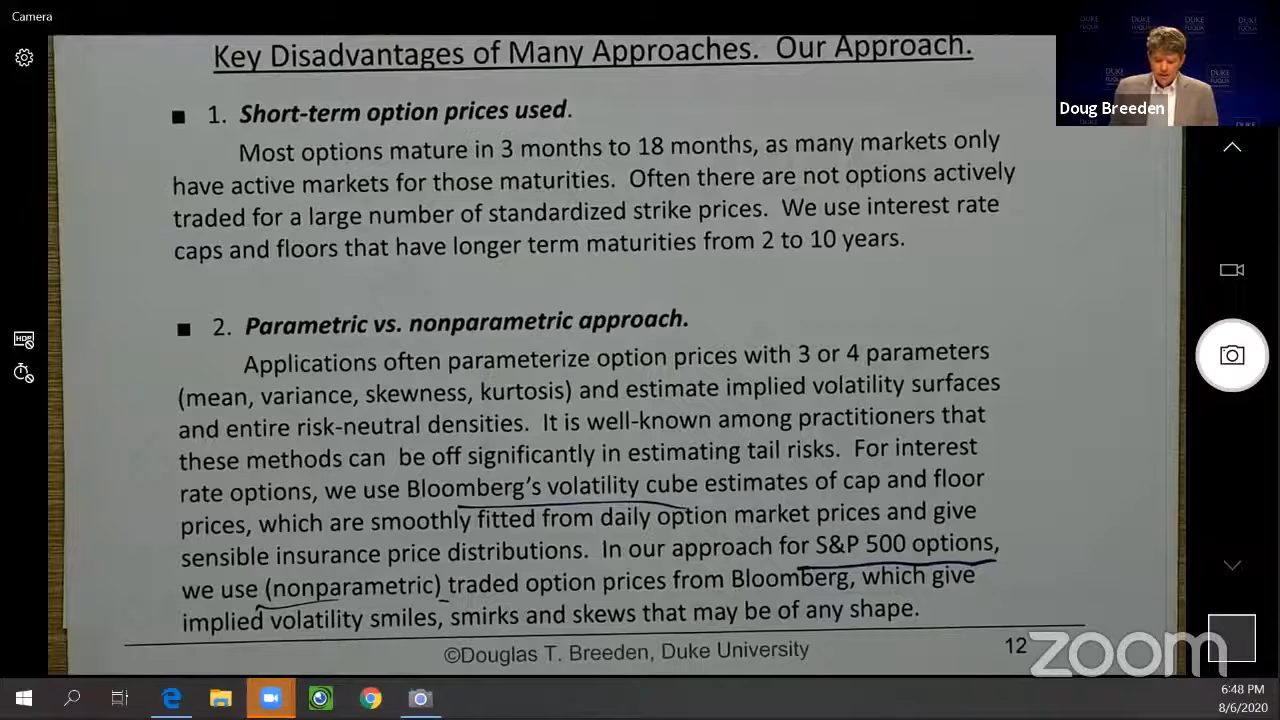 Camera
Key Disadvantages of Many Approaches. Our Approach.
1. Short-term option prices used.
Most options mature in 3 months to 18 months, as many markets only
have active markets for those maturities. Often there are not options actively
traded for a large number of standardized strike prices. We use interest rate
caps and floors that have longer term maturities from 2 to 10 years.
2. Parametric vs. nonparametric approach.
Applications often parameterize option prices with 3 or 4 parameters
(mean, variance, skewness, kurtosis) and estimate implied volatility surfaces
and entire risk-neutral densities. It is well-known among practitioners that
these methods can be off significantly in estimating tail risks. For interest
rate options, we use Bloomberg's volatility cube estimates of cap and floor
prices, which are smoothly fitted from daily option market prices and give
sensible insurance price distributions. In our approach for S&P 500 options,
we use (nonparametric) traded option prices from Bloomberg, which give
implied volatility smiles, smirks and skews that may be of any shape.
©Douglas T. Breeden, Duke University
12
DUKE
FUQUA
Doug Breeden
HDR
zoom
6:48 PM
8/6/2020